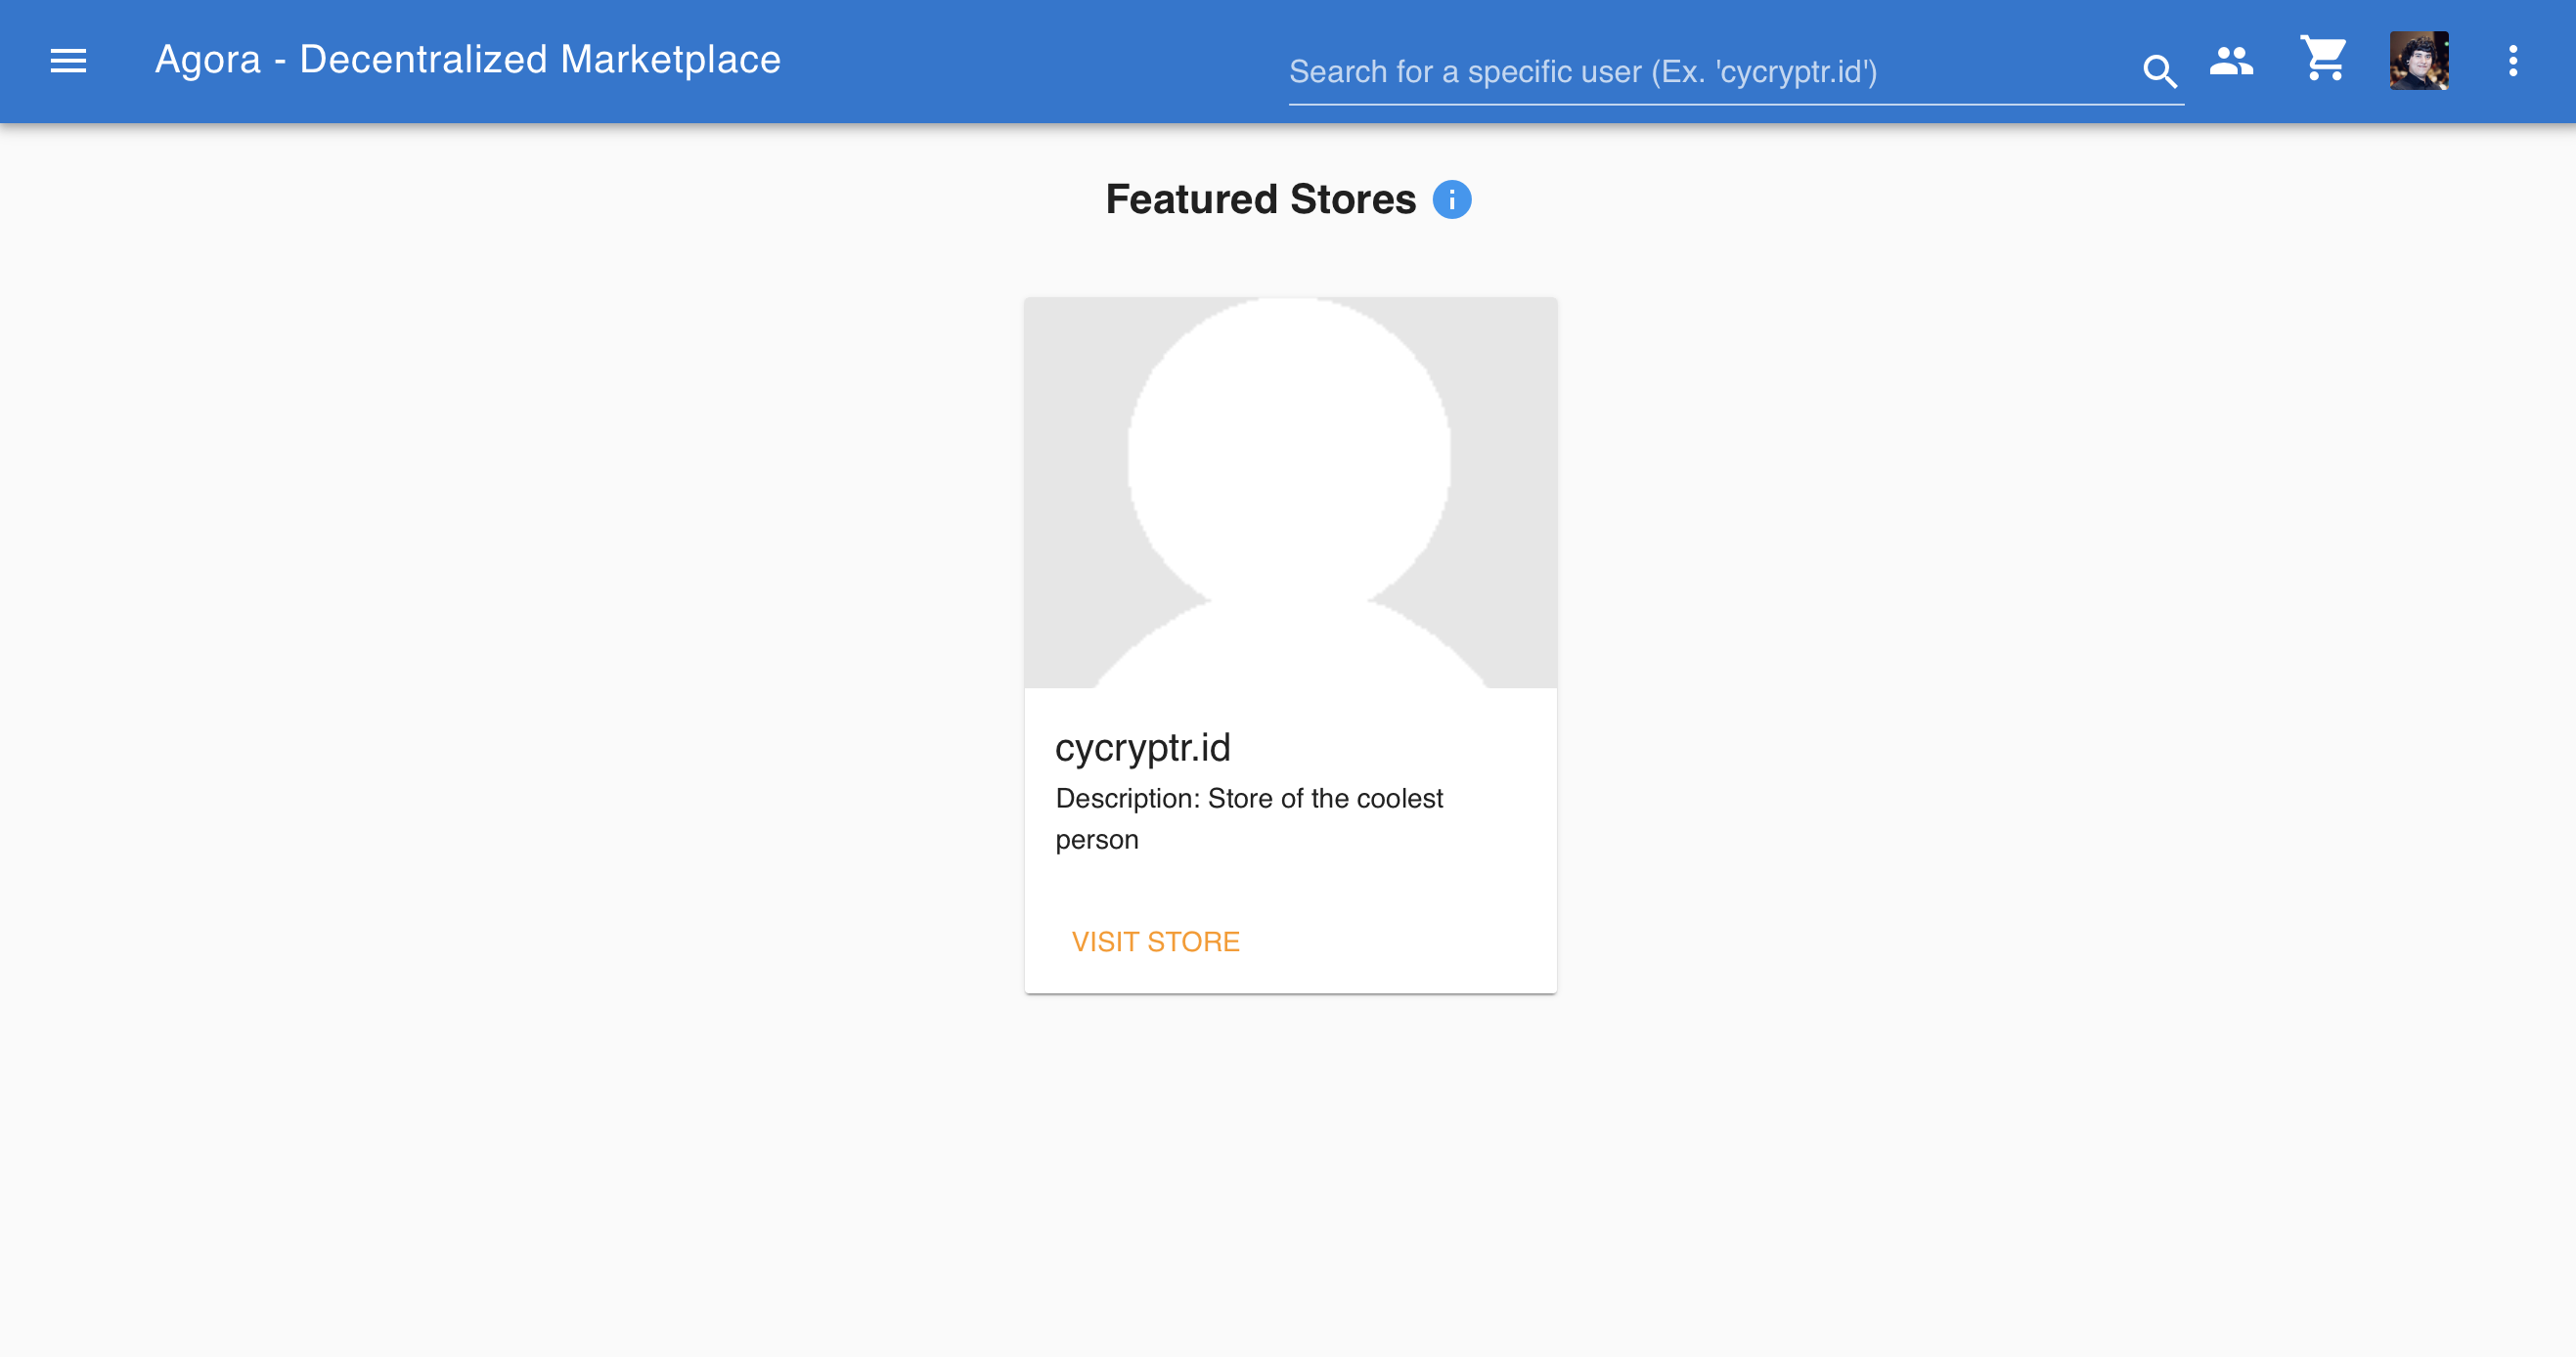 Agora - Decentralized Marketplace
Search for a specific user (Ex. 'cycryptr.id')
Featured Stores
cycryptr.id
Description: Store of the coolest
person
VISIT STORE